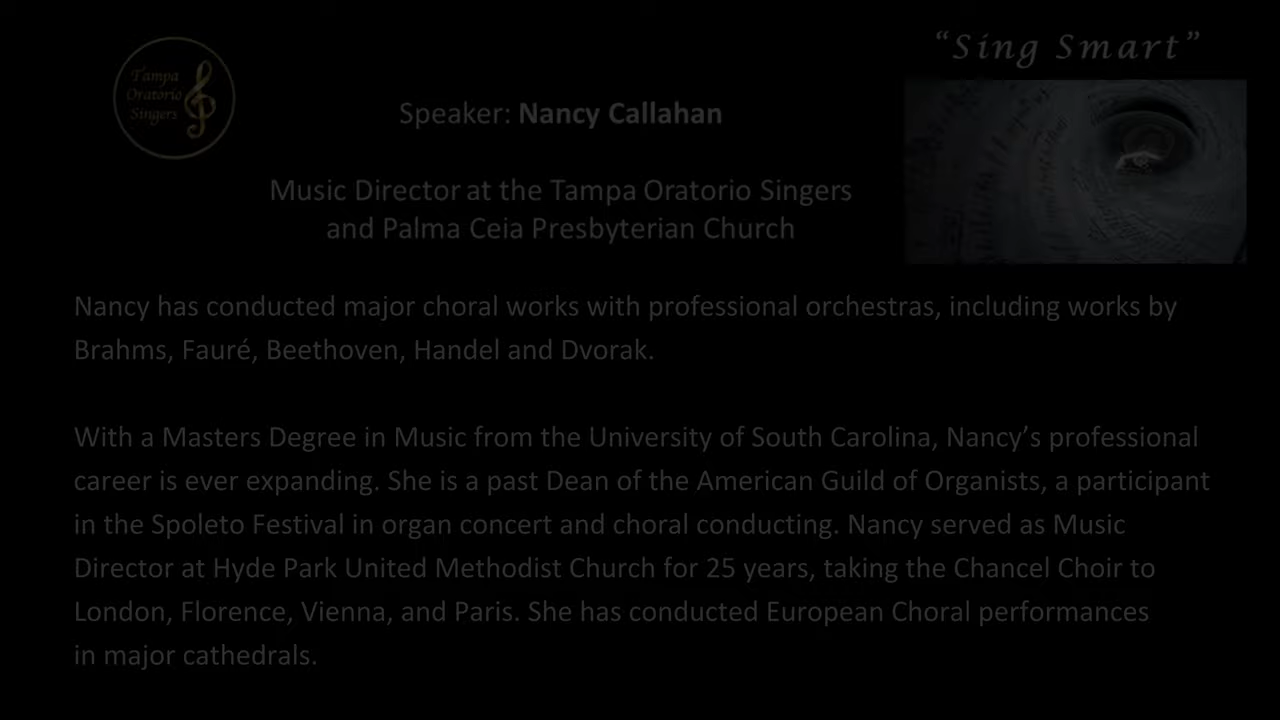 “Sing Smart”
Tampa
Oratorio
Singers
Speaker: Nancy Callahan
Music Director at the Tampa Oratorio Singers
and Palma Ceia Presbyterian Church
Nancy has conducted major choral works with professional orchestras, including works by
Brahms, Fauré, Beethoven, Handel and Dvorak.
With a Masters Degree in Music from the University of South Carolina, Nancy’s professional
career is ever expanding. She is a past Dean of the American Guild of Organists, a participant
in the Spoleto Festival in organ concert and choral conducting. Nancy served as Music
Director at Hyde Park United Methodist Church for 25 years, taking the Chancel Choir to
London, Florence, Vienna, and Paris. She has conducted European Choral performances
in major cathedrals.